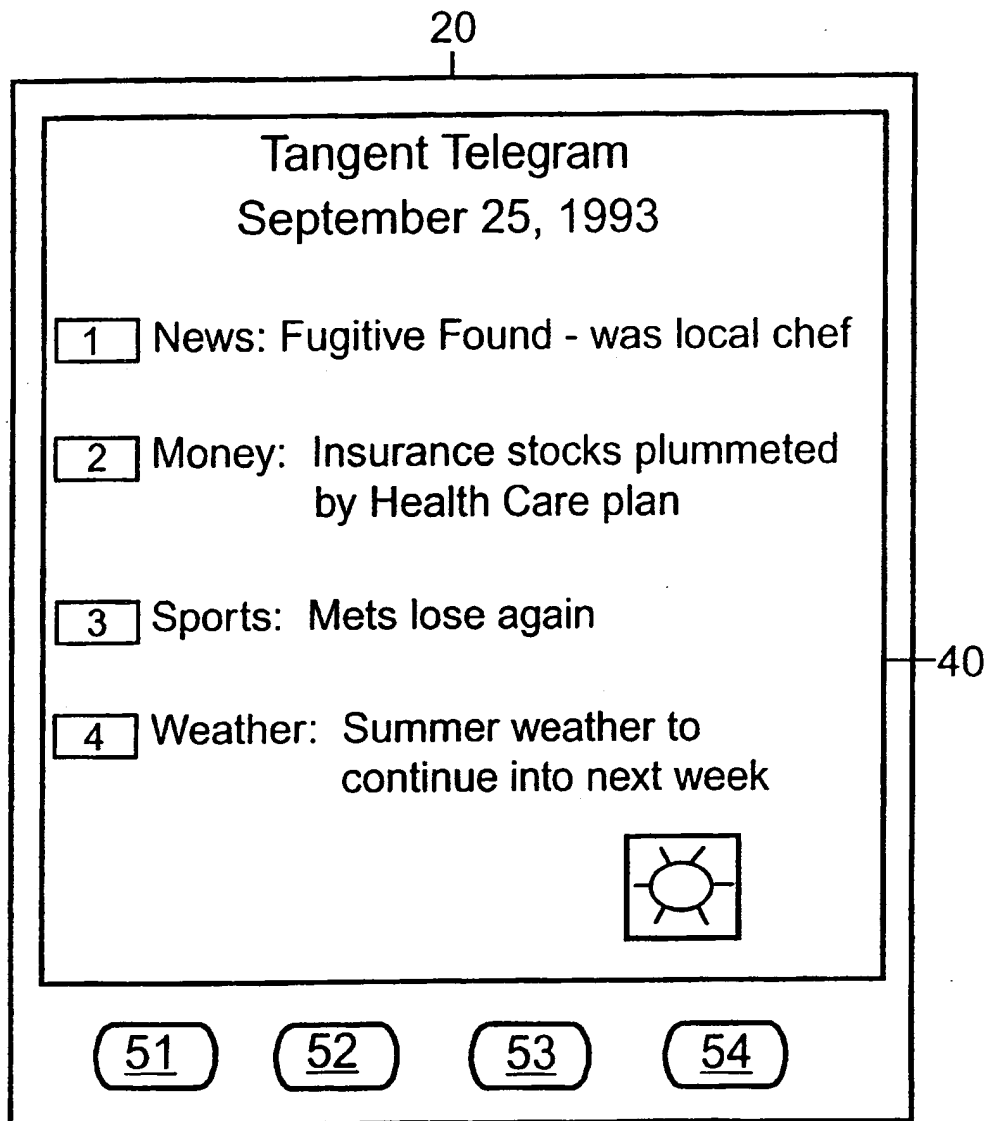 20
Tangent Telegram
September 25, 1993
1 News: Fugitive Found - was local chef
2 Money: Insurance stocks plummeted
by Health Care plan
3 Sports: Mets lose again
40
4 Weather: Summer weather to
continue into next week
51 52 53 54